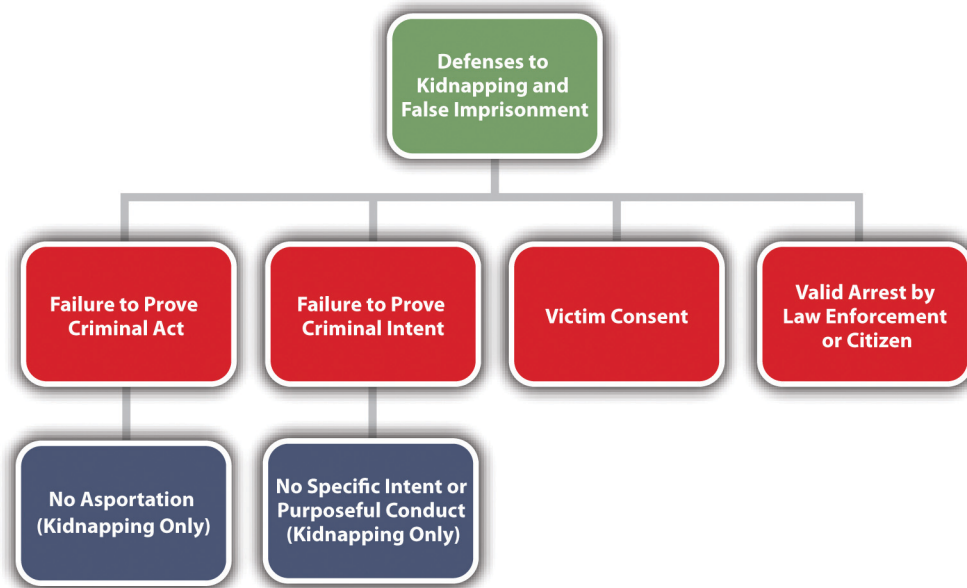 Defenses to
Kidnapping and
False Imprisonment
Failure to Prove
Criminal Act
Failure to Prove
Criminal Intent
Victim Consent
Valid Arrest by
Law Enforcement
or Citizen
No Asportation
(Kidnapping Only)
No Specific Intent or
Purposeful Conduct
(Kidnapping Only)